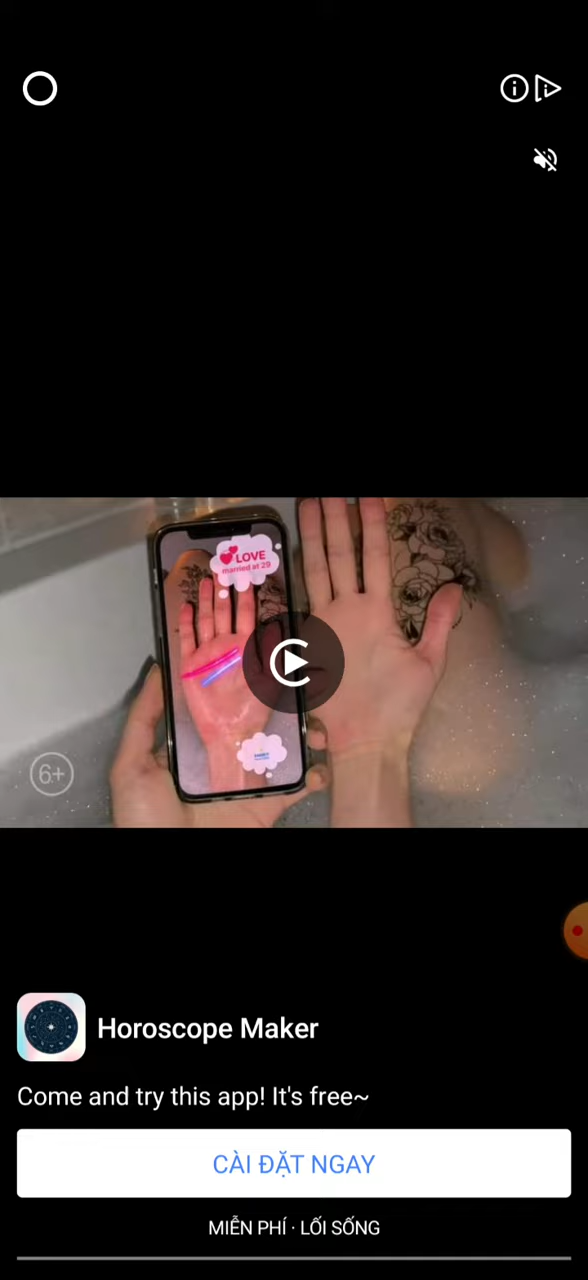 LOVE
married at 29
6+
Horoscope Maker
Come and try this app! It's free~
CÀI ĐẶT NGAY
MIỄN PHÍ · LỐI SỐNG